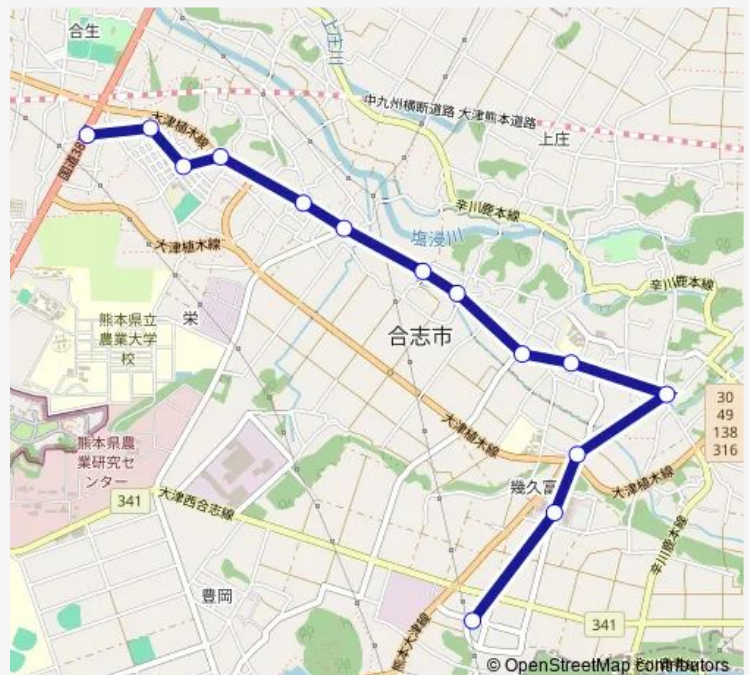 合生
上庄川
中九州横断道路 大津熊本道路
大津植木線
上庄
国道38
辛川鹿本線
塩浸川
大津植木線
辛川鹿本線
熊本県立
農業大学
校
栄
合志市
30
49
138
316
熊本県農
業研究セ
ンター
大津植木線
341
大津西合志線
幾久富
大津植木線
辛川鹿本線
豊岡
341
熊本大津線
© OpenStreetMap contributors